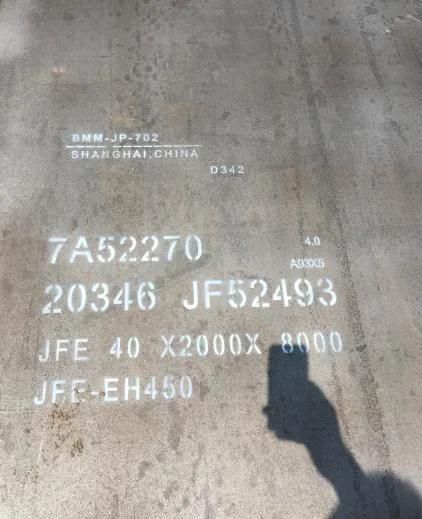 BMM-JP-702
SHANGHAI,CHINA
D342
7A52270
4.0
A93X5
20346 JF52493
JFE 40 X2000X 8000
JFE-EH450